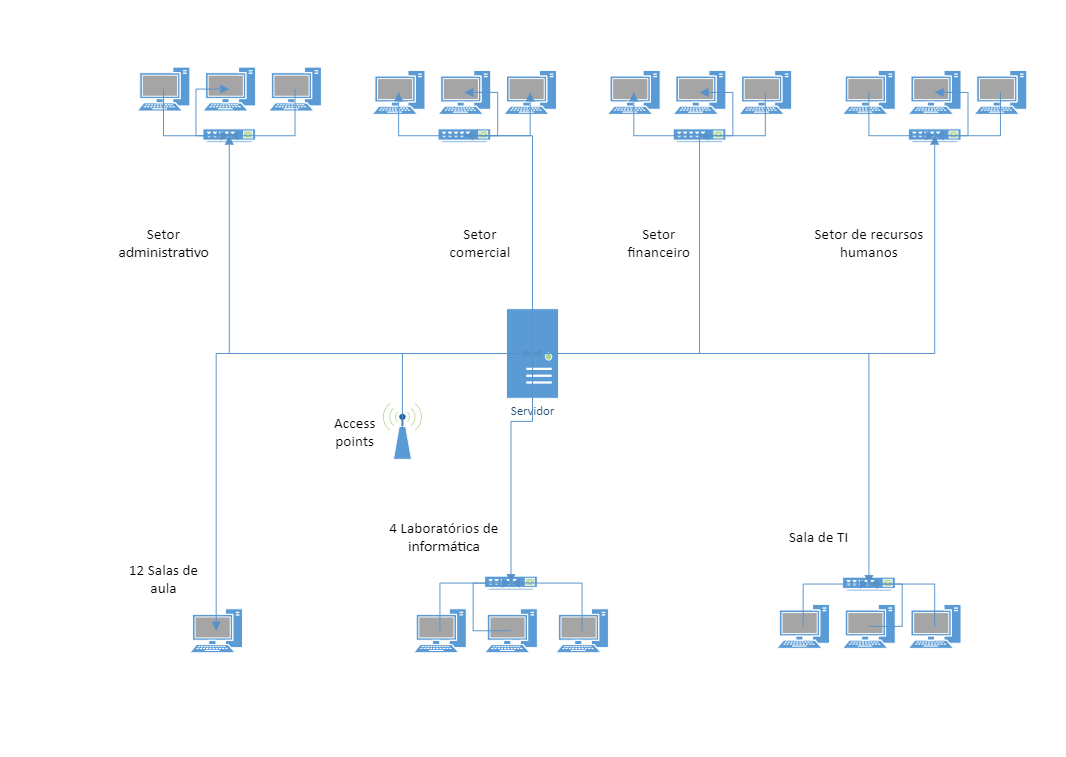 Setor
administrativo
Setor
comercial
Setor
financeiro
Setor de recursos
humanos
Servidor
Access
points
4 Laboratórios de
informática
Sala de TI
12 Salas de
aula